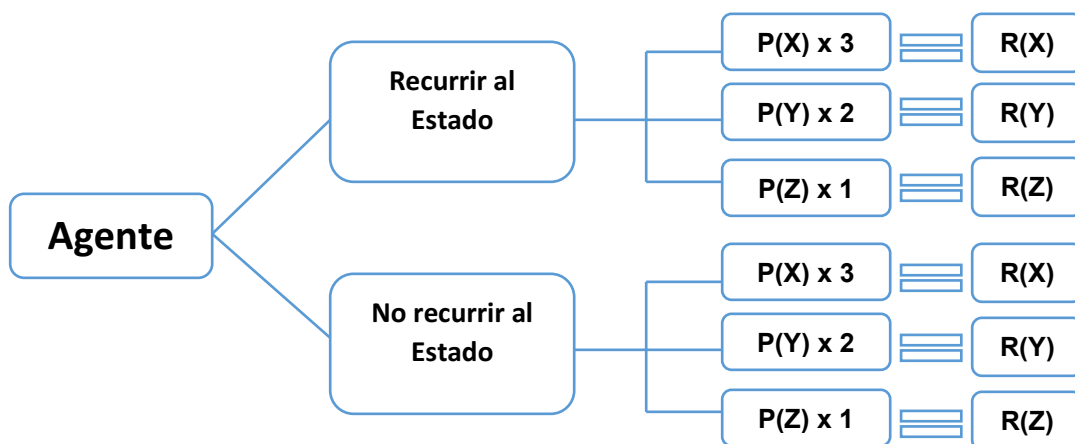 Agente
Recurrir al
Estado
P(X) x 3
R(X)
P(Y) x 2
R(Y)
P(Z) x 1
R(Z)
No recurrir al
Estado
P(X) x 3
R(X)
P(Y) x 2
R(Y)
P(Z) x 1
R(Z)